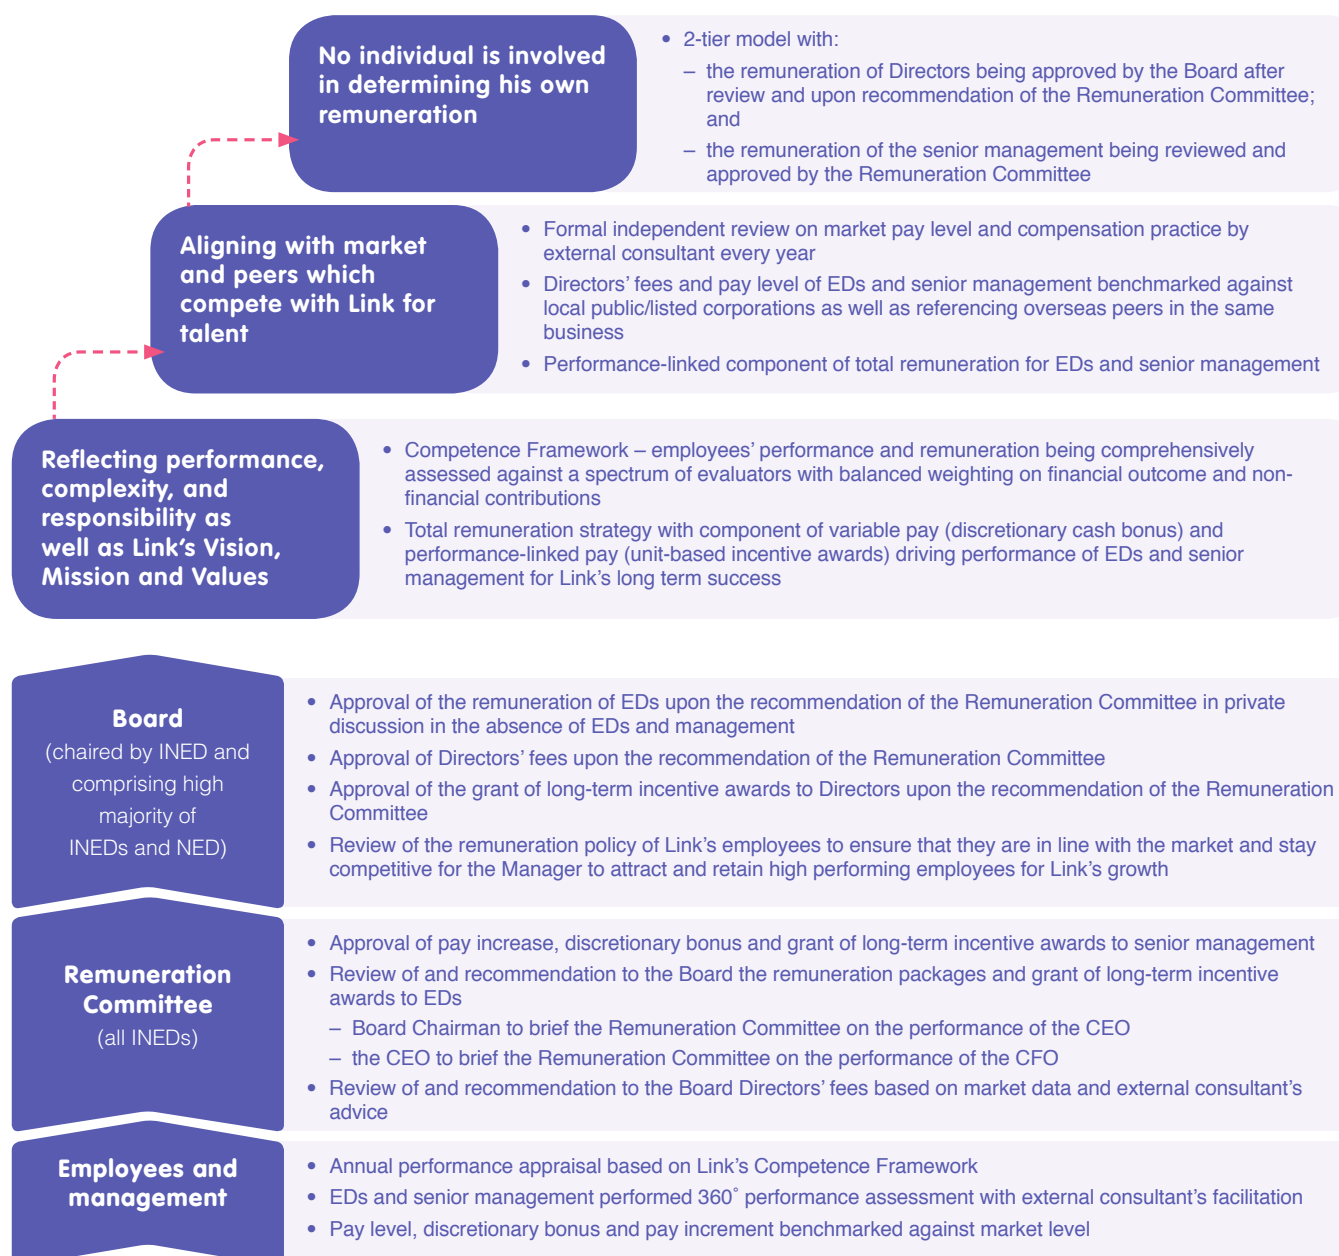 No individual is involved
in determining his own
remuneration
• 2-tier model with:
– the remuneration of Directors being approved by the Board after
review and upon recommendation of the Remuneration Committee;
and
– the remuneration of the senior management being reviewed and
approved by the Remuneration Committee
Aligning with market
and peers which
compete with Link for
talent
• Formal independent review on market pay level and compensation practice by
external consultant every year
• Directors’ fees and pay level of EDs and senior management benchmarked against
local public/listed corporations as well as referencing overseas peers in the same
business
• Performance-linked component of total remuneration for EDs and senior management
Reflecting performance,
complexity, and
responsibility as
well as Link’s Vision,
Mission and Values
• Competence Framework – employees’ performance and remuneration being comprehensively
assessed against a spectrum of evaluators with balanced weighting on financial outcome and non-
financial contributions
• Total remuneration strategy with component of variable pay (discretionary cash bonus) and
performance-linked pay (unit-based incentive awards) driving performance of EDs and senior
management for Link’s long term success
Board
(chaired by INED and
comprising high
majority of
INEDs and NED)
• Approval of the remuneration of EDs upon the recommendation of the Remuneration Committee in private
discussion in the absence of EDs and management
• Approval of Directors’ fees upon the recommendation of the Remuneration Committee
• Approval of the grant of long-term incentive awards to Directors upon the recommendation of the Remuneration
Committee
• Review of the remuneration policy of Link’s employees to ensure that they are in line with the market and stay
competitive for the Manager to attract and retain high performing employees for Link’s growth
Remuneration
Committee
(all INEDs)
• Approval of pay increase, discretionary bonus and grant of long-term incentive awards to senior management
• Review of and recommendation to the Board the remuneration packages and grant of long-term incentive
awards to EDs
– Board Chairman to brief the Remuneration Committee on the performance of the CEO
– the CEO to brief the Remuneration Committee on the performance of the CFO
• Review of and recommendation to the Board Directors’ fees based on market data and external consultant’s
advice
Employees and
management
• Annual performance appraisal based on Link’s Competence Framework
• EDs and senior management performed 360° performance assessment with external consultant’s facilitation
• Pay level, discretionary bonus and pay increment benchmarked against market level